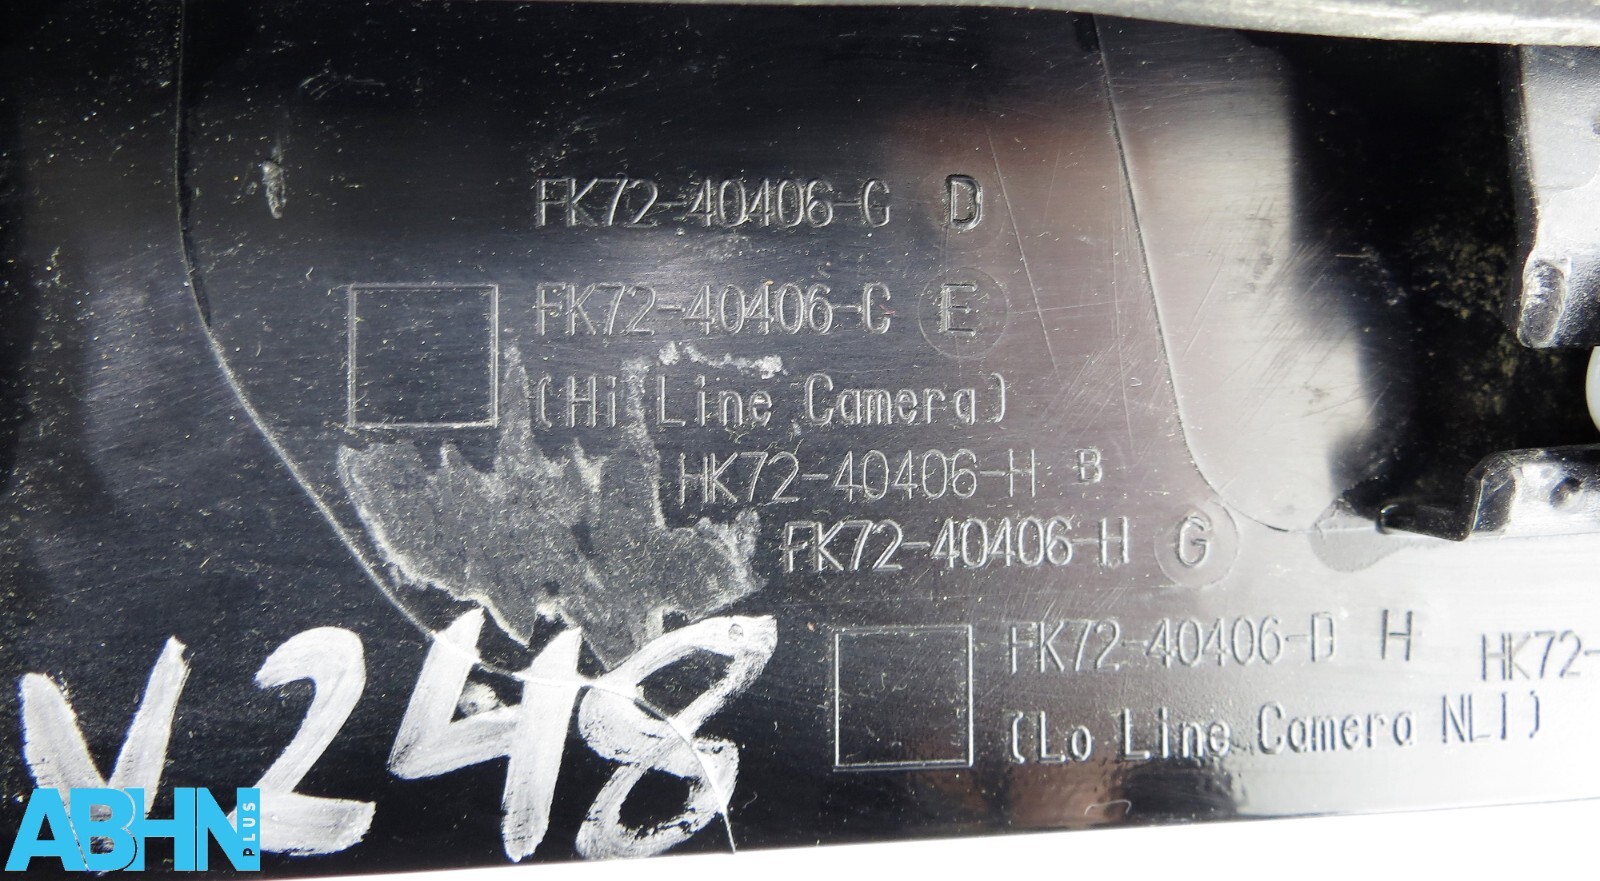 FK72-40406-G D
FK72-40406-C E
(Hi Line Camera)
HK72-40406-H B
FK72-40406-H G
FK72-40406-D H HK72-
(Lo Line Camera NLI)
V248
ABHN PLUS